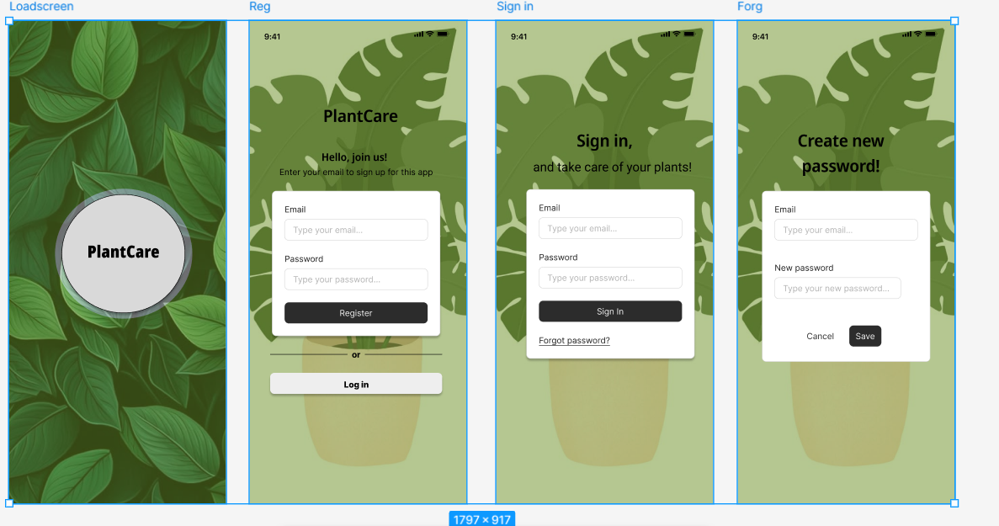 Loadscreen
PlantCare
Reg
9:41
PlantCare
Hello, join us!
Enter your email to sign up for this app
Email
Type your email...
Password
Type your password...
Register
or
Log in
Sign in
9:41
Sign in,
and take care of your plants!
Email
Type your email...
Password
Type your password...
Sign In
Forgot password?
Forg
9:41
Create new
password!
Email
Type your email...
New password
Type your new password...
Cancel
Save
1797 × 917